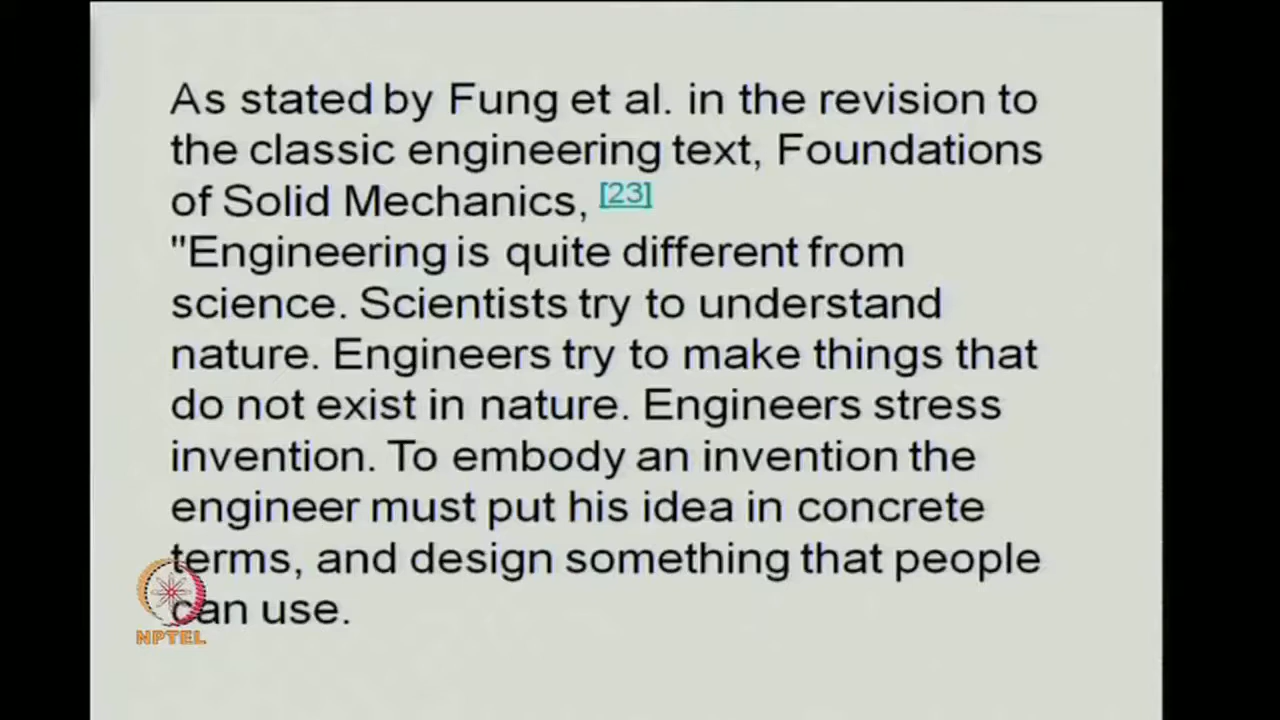 As stated by Fung et al. in the revision to
the classic engineering text, Foundations
of Solid Mechanics, [23]
"Engineering is quite different from
science. Scientists try to understand
nature. Engineers try to make things that
do not exist in nature. Engineers stress
invention. To embody an invention the
engineer must put his idea in concrete
terms, and design something that people
can use.
NPTEL